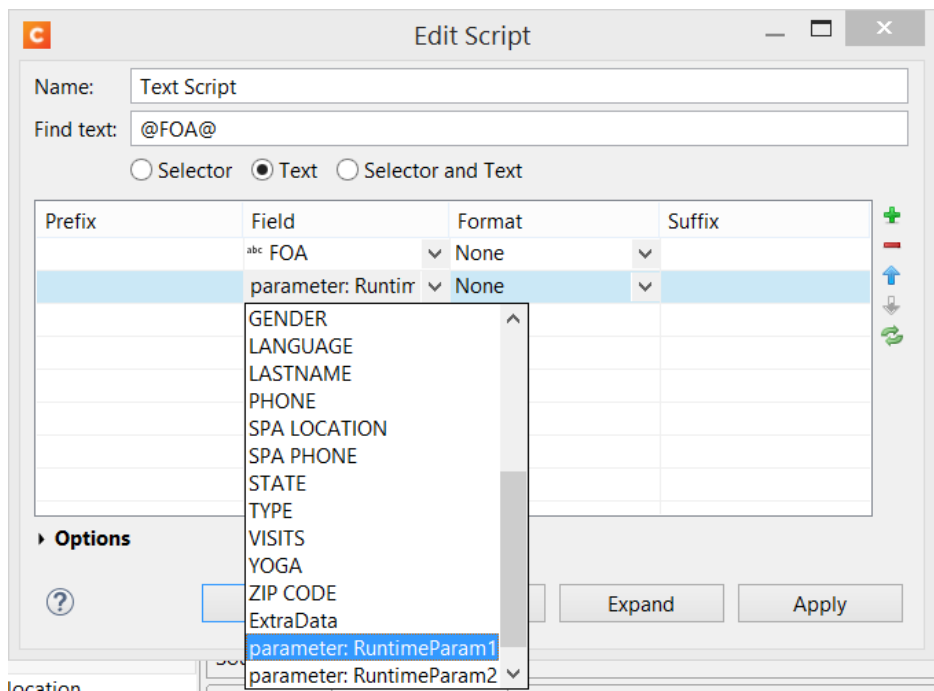 C Edit Script
Name: Text Script
Find text: @FOA@
Selector Text Selector and Text
Prefix Field Format Suffix
abc FOA None
parameter: Runtim None
GENDER
LANGUAGE
LASTNAME
PHONE
SPA LOCATION
SPA PHONE
STATE
TYPE
VISITS
YOGA
ZIP CODE
ExtraData
parameter: RuntimeParam1
parameter: RuntimeParam2
Options
? Expand Apply
location